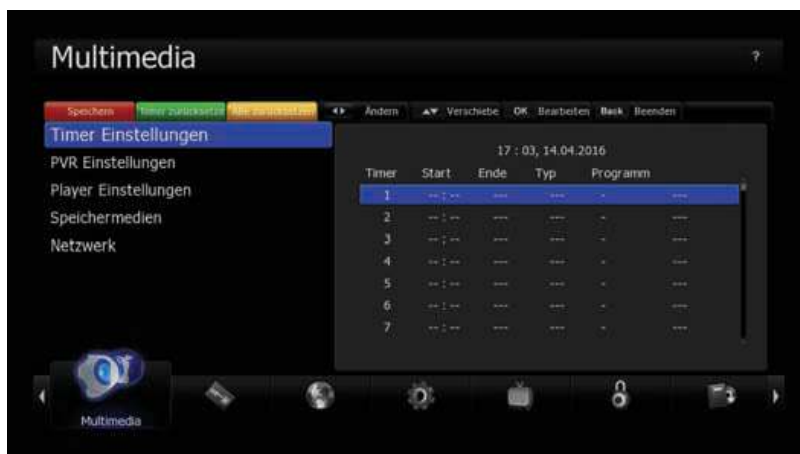 Multimedia
?
Speichern Timer zurücksetze Alle zurücksetzen Ändern Verschiebe OK Bearbeiten Back Beenden
Timer Einstellungen
PVR Einstellungen
Player Einstellungen
Speichermedien
Netzwerk
17 : 03, 14.04.2016
Timer Start Ende Typ Programm
1 -- : -- --- --- - ---
2 -- : -- --- --- - ---
3 -- : -- --- --- - ---
4 -- : -- --- --- - ---
5 -- : -- --- --- - ---
6 -- : -- --- --- - ---
7 -- : -- --- --- - ---
Multimedia